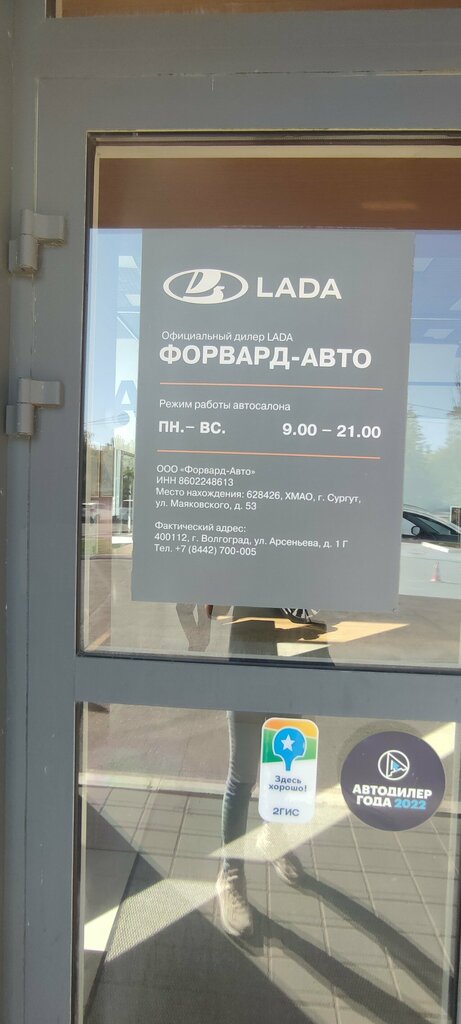 LADA
Официальный дилер LADA
ФОРВАРД-АВТО
Режим работы автосалона
ПН.– ВС. 9.00 – 21.00
ООО «Форвард-Авто»
ИНН 8602248613
Место нахождения: 628426, ХМАО, г. Сургут,
ул. Маяковского, д. 53
Фактический адрес:
400112, г. Волгоград, ул. Арсеньева, д. 1 Г
Тел. +7 (8442) 700-005
Здесь
хорошо!
2ГИС
АВТОДИЛЕР
ГОДА 2022